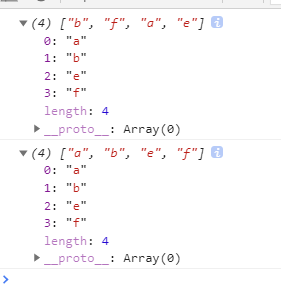 ▼(4) ["b", "f", "a", "e"] i
0: "a"
1: "b"
2: "e"
3: "f"
length: 4
▶__proto__: Array(0)
▼(4) ["a", "b", "e", "f"] i
0: "a"
1: "b"
2: "e"
3: "f"
length: 4
▶__proto__: Array(0)
>